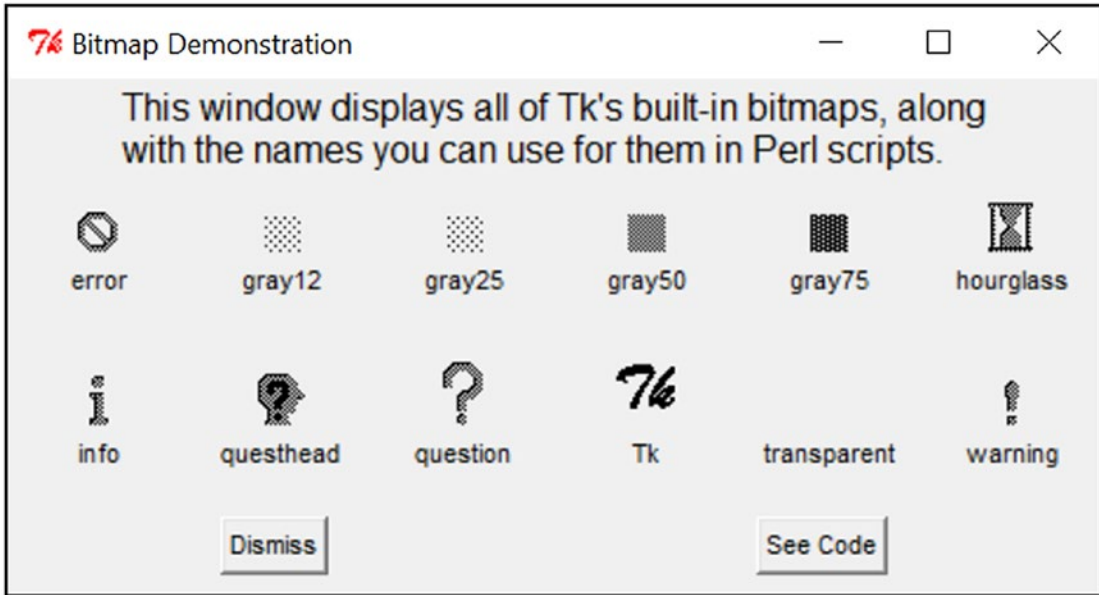 Tk Bitmap Demonstration
This window displays all of Tk's built-in bitmaps, along
with the names you can use for them in Perl scripts.
error gray12 gray25 gray50 gray75 hourglass
i ? ? Tk !
info questhead question Tk transparent warning
Dismiss See Code